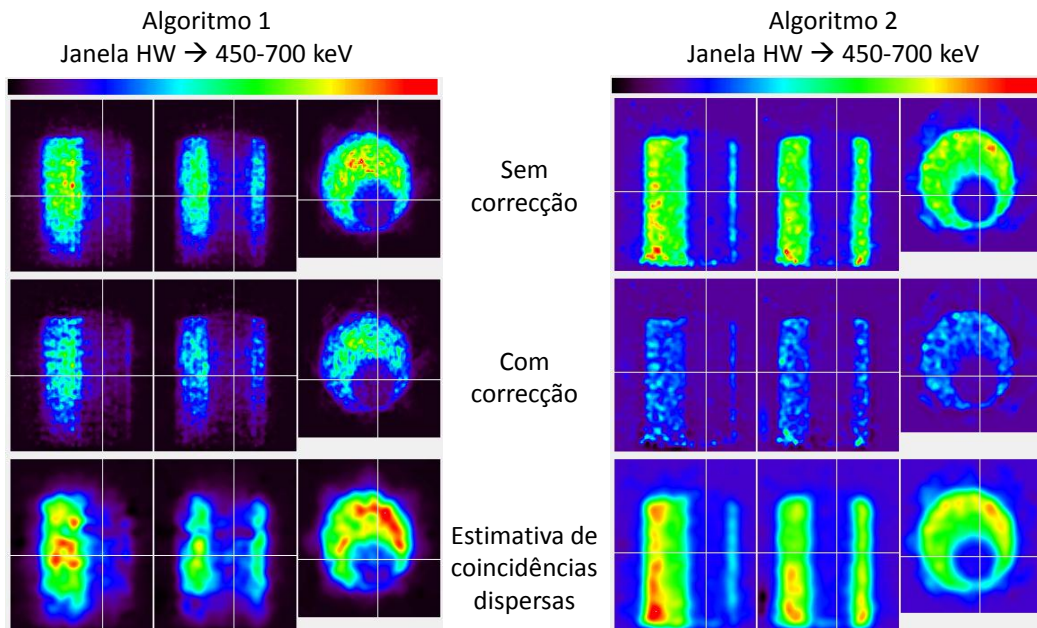 Algoritmo 1
Janela HW → 450-700 keV
Algoritmo 2
Janela HW → 450-700 keV
Sem
correcção
Com
correcção
Estimativa de
coincidências
dispersas